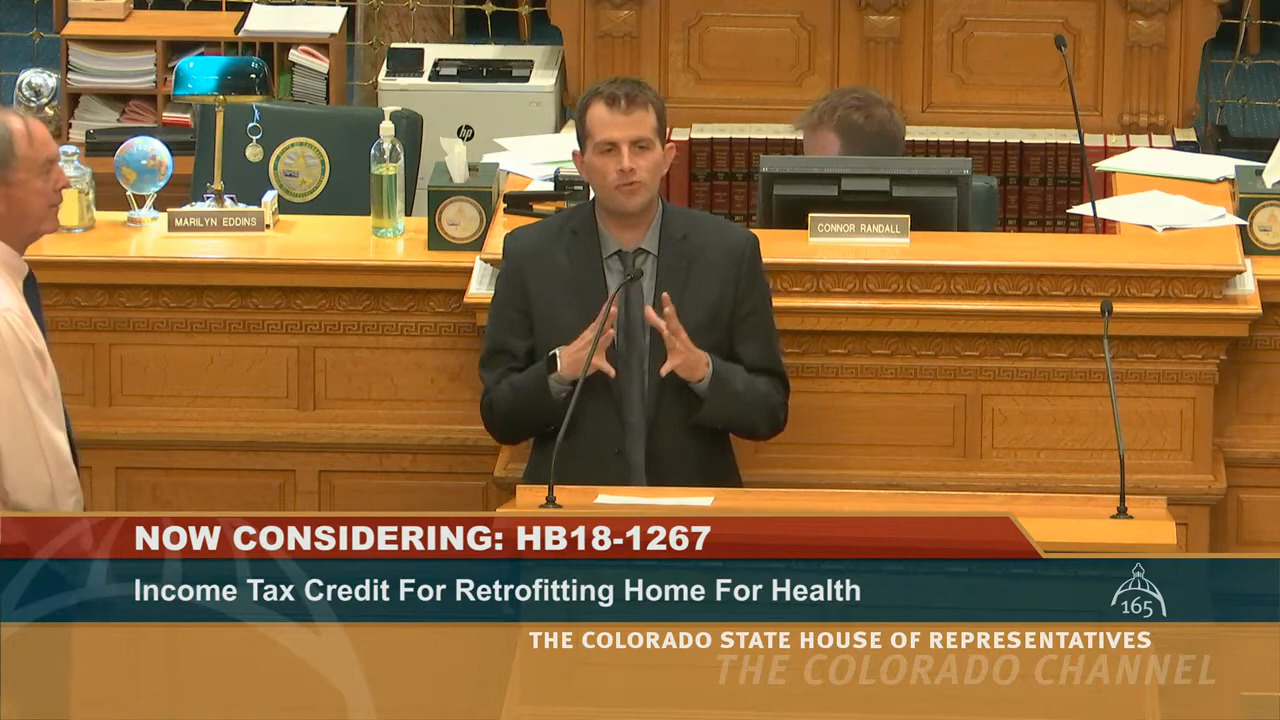 hp
MARILYN EDDINS
CONNOR RANDALL
NOW CONSIDERING: HB18-1267
Income Tax Credit For Retrofitting Home For Health
165
THE COLORADO STATE HOUSE OF REPRESENTATIVES
THE COLORADO CHANNEL